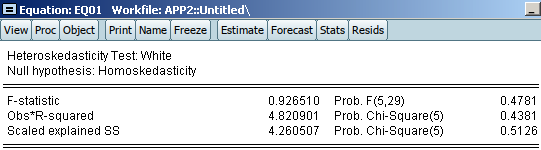 Equation: EQ01 Workfile: APP2::Untitled\
View Proc Object Print Name Freeze Estimate Forecast Stats Resids
Heteroskedasticity Test: White
Null hypothesis: Homoskedasticity
F-statistic 0.926510 Prob. F(5,29) 0.4781
Obs*R-squared 4.820901 Prob. Chi-Square(5) 0.4381
Scaled explained SS 4.260507 Prob. Chi-Square(5) 0.5126